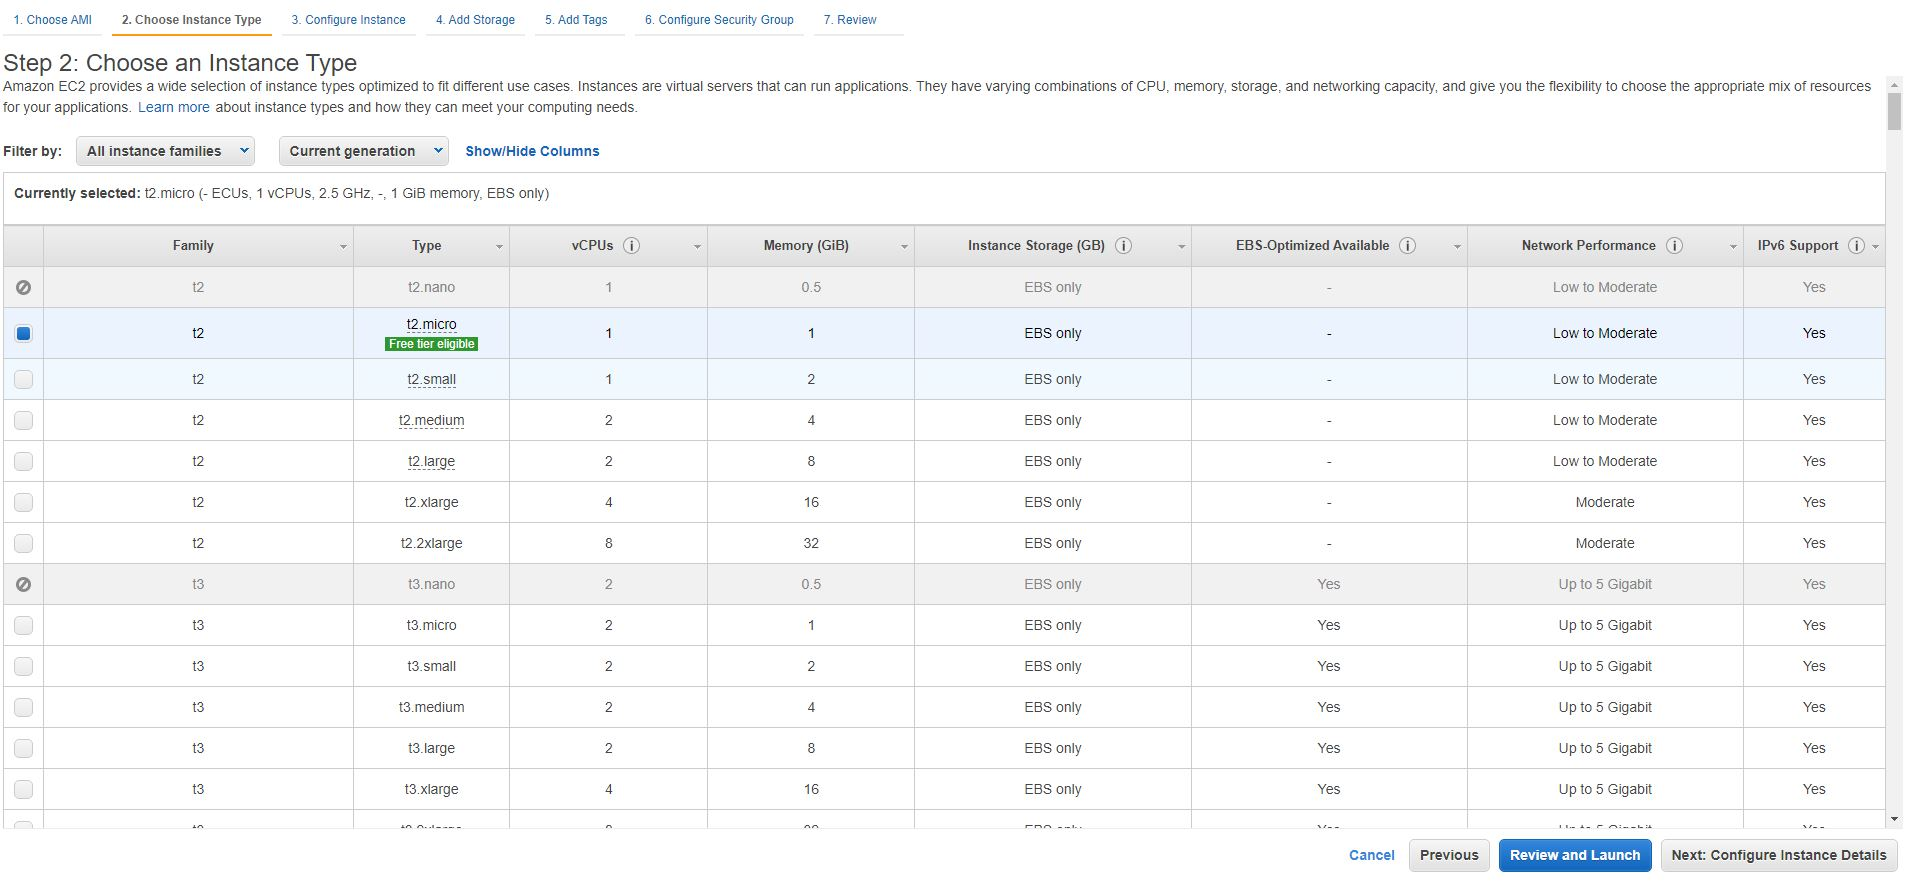 1. Choose AMI 2. Choose Instance Type 3. Configure Instance 4. Add Storage 5. Add Tags 6. Configure Security Group 7. Review
Step 2: Choose an Instance Type
Amazon EC2 provides a wide selection of instance types optimized to fit different use cases. Instances are virtual servers that can run applications. They have varying combinations of CPU, memory, storage, and networking capacity, and give you the flexibility to choose the appropriate mix of resources
for your applications. Learn more about instance types and how they can meet your computing needs.
Filter by: All instance families Current generation Show/Hide Columns
Currently selected: t2.micro (- ECUs, 1 vCPUs, 2.5 GHz, -, 1 GiB memory, EBS only)
Family Type vCPUs Memory (GiB) Instance Storage (GB) EBS-Optimized Available Network Performance IPv6 Support
t2 t2.nano 1 0.5 EBS only - Low to Moderate Yes
t2 t2.micro 1 1 EBS only - Low to Moderate Yes
Free tier eligible
t2 t2.small 1 2 EBS only - Low to Moderate Yes
t2 t2.medium 2 4 EBS only - Low to Moderate Yes
t2 t2.large 2 8 EBS only - Low to Moderate Yes
t2 t2.xlarge 4 16 EBS only - Moderate Yes
t2 t2.2xlarge 8 32 EBS only - Moderate Yes
t3 t3.nano 2 0.5 EBS only Yes Up to 5 Gigabit Yes
t3 t3.micro 2 1 EBS only Yes Up to 5 Gigabit Yes
t3 t3.small 2 2 EBS only Yes Up to 5 Gigabit Yes
t3 t3.medium 2 4 EBS only Yes Up to 5 Gigabit Yes
t3 t3.large 2 8 EBS only Yes Up to 5 Gigabit Yes
t3 t3.xlarge 4 16 EBS only Yes Up to 5 Gigabit Yes
Cancel Previous Review and Launch Next: Configure Instance Details